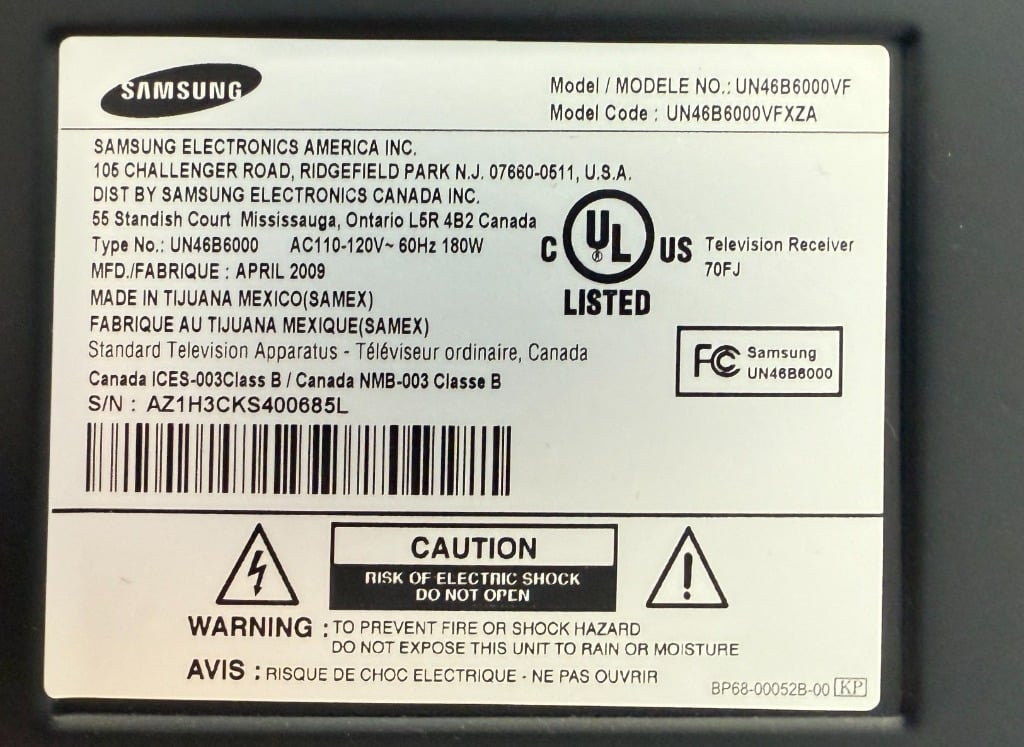 SAMSUNG
Model / MODELE NO.: UN46B6000VF
Model Code : UN46B6000VFXZA
SAMSUNG ELECTRONICS AMERICA INC.
105 CHALLENGER ROAD, RIDGEFIELD PARK N.J. 07660-0511, U.S.A.
DIST BY SAMSUNG ELECTRONICS CANADA INC.
55 Standish Court Mississauga, Ontario L5R 4B2 Canada
Type No.: UN46B6000 AC110-120V~ 60Hz 180W
MFD./FABRIQUE : APRIL 2009
MADE IN TIJUANA MEXICO(SAMEX)
FABRIQUE AU TIJUANA MEXIQUE(SAMEX)
Standard Television Apparatus - Téléviseur ordinaire, Canada
Canada ICES-003Class B / Canada NMB-003 Classe B
S/N : AZ1H3CKS400685L
C UL ® US
LISTED
Television Receiver
70FJ
FC Samsung
UN46B6000
CAUTION
RISK OF ELECTRIC SHOCK
DO NOT OPEN
WARNING : TO PREVENT FIRE OR SHOCK HAZARD
DO NOT EXPOSE THIS UNIT TO RAIN OR MOISTURE
AVIS : RISQUE DE CHOC ELECTRIQUE - NE PAS OUVRIR
BP68-00052B-00 KP